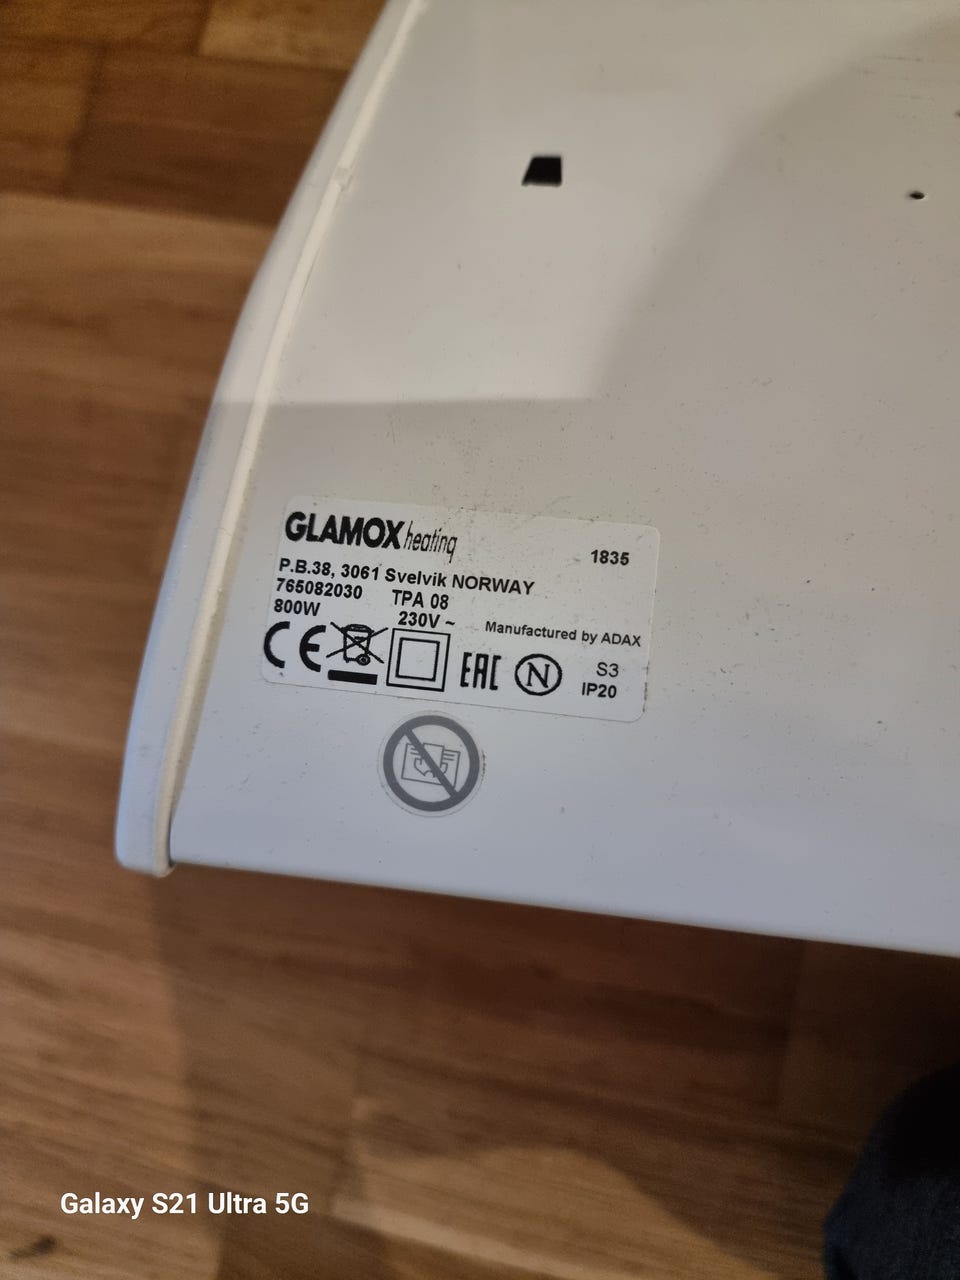 GLAMOX heating
1835
P.B.38, 3061 Svelvik NORWAY
765082030 TPA 08
800W 230V ~ Manufactured by ADAX
CE EAC N S3
IP20
Galaxy S21 Ultra 5G